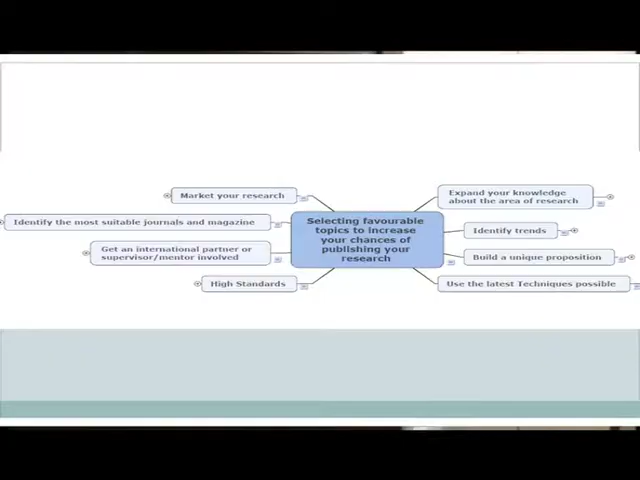 Market your research
Identify the most suitable journals and magazine
Get an international partner or
supervisor/mentor involved
High Standards
Selecting favourable
topics to increase
your chances of
publishing your
research
Expand your knowledge
about the area of research
Identify trends
Build a unique proposition
Use the latest Techniques possible